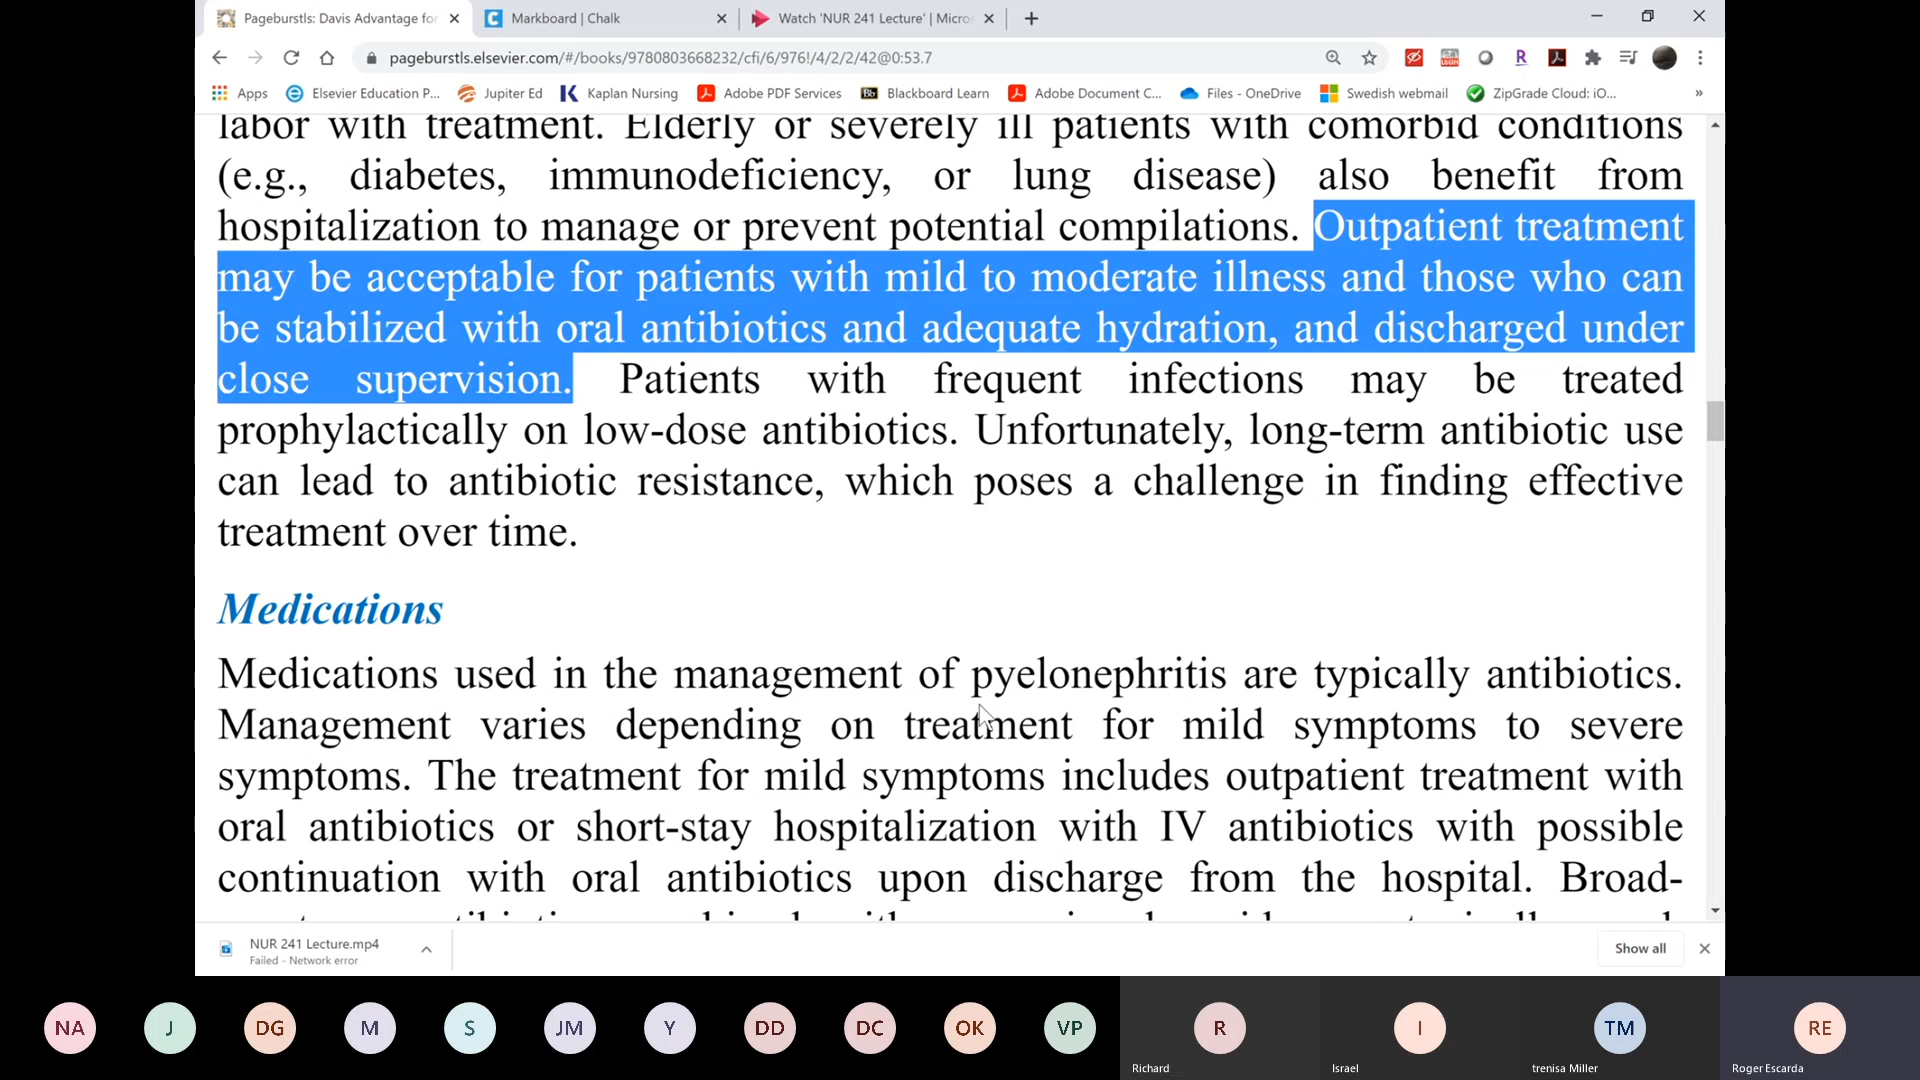 Pageburstls: Davis Advantage for
Markboard | Chalk
Watch 'NUR 241 Lecture' | Micros
pageburstls.elsevier.com/#/books/9780803668232/cfi/6/976!/4/2/2/42@0:53.7
Apps
Elsevier Education P...
Jupiter Ed
Kaplan Nursing
Adobe PDF Services
Bb
Blackboard Learn
Adobe Document C...
Files - OneDrive
Swedish webmail
ZipGrade Cloud: iO...
»
labor with treatment. Elderly or severely ill patients with comorbid conditions
(e.g., diabetes, immunodeficiency, or lung disease) also benefit from
hospitalization to manage or prevent potential compilations. Outpatient treatment
may be acceptable for patients with mild to moderate illness and those who can
be stabilized with oral antibiotics and adequate hydration, and discharged under
close supervision. Patients with frequent infections may be treated
prophylactically on low-dose antibiotics. Unfortunately, long-term antibiotic use
can lead to antibiotic resistance, which poses a challenge in finding effective
treatment over time.
Medications
Medications used in the management of pyelonephritis are typically antibiotics.
Management varies depending on treatment for mild symptoms to severe
symptoms. The treatment for mild symptoms includes outpatient treatment with
oral antibiotics or short-stay hospitalization with IV antibiotics with possible
continuation with oral antibiotics upon discharge from the hospital. Broad-
NUR 241 Lecture.mp4
Failed - Network error
Show all
NA
J
DG
M
S
JM
Y
DD
DC
OK
VP
R
I
TM
RE
Richard
Israel
trenisa Miller
Roger Escarda